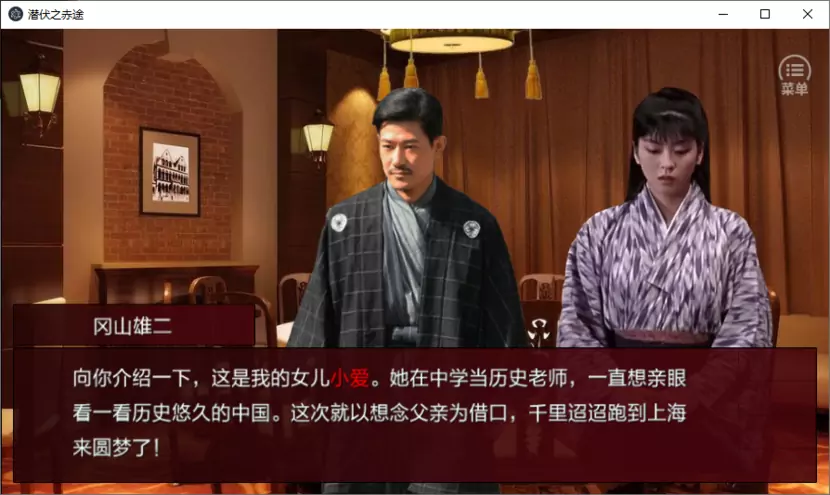 潜伏之赤途
菜单
冈山雄二
向你介绍一下，这是我的女儿小爱。她在中学当历史老师，一直想亲眼
看一看历史悠久的中国。这次就以想念父亲为借口，千里迢迢跑到上海
来圆梦了！